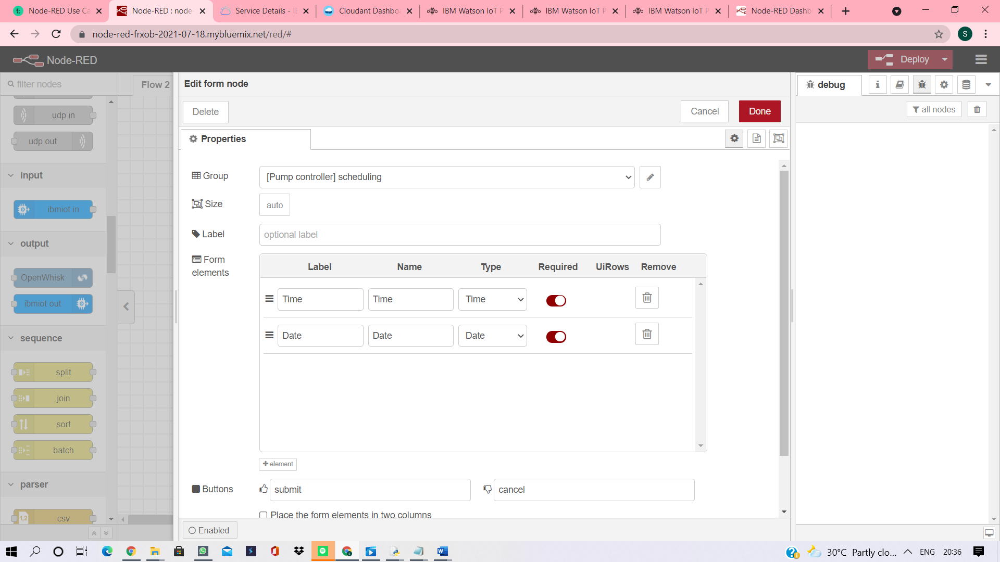 Node-RED Use Ca
Node-RED : node-
Service Details - IE
Cloudant Dashbo
IBM Watson IoT P
IBM Watson IoT P
IBM Watson IoT P
Node-RED Dashb
node-red-frxob-2021-07-18.mybluemix.net/red/#
S
Node-RED
Deploy
filter nodes
Flow 2
Edit form node
debug
i
udp in
Delete
Cancel
Done
all nodes
udp out
Properties
input
Group
[Pump controller] scheduling
ibmiot in
Size
auto
Label
optional label
output
Form
elements
Label
Name
Type
Required
UiRows
Remove
OpenWhisk
ibmiot out
Time
Time
Time
sequence
Date
Date
Date
split
join
sort
batch
element
parser
Buttons
submit
cancel
1,2
csv
Place the form elements in two columns
Enabled
30°C Partly clo...
ENG
20:36